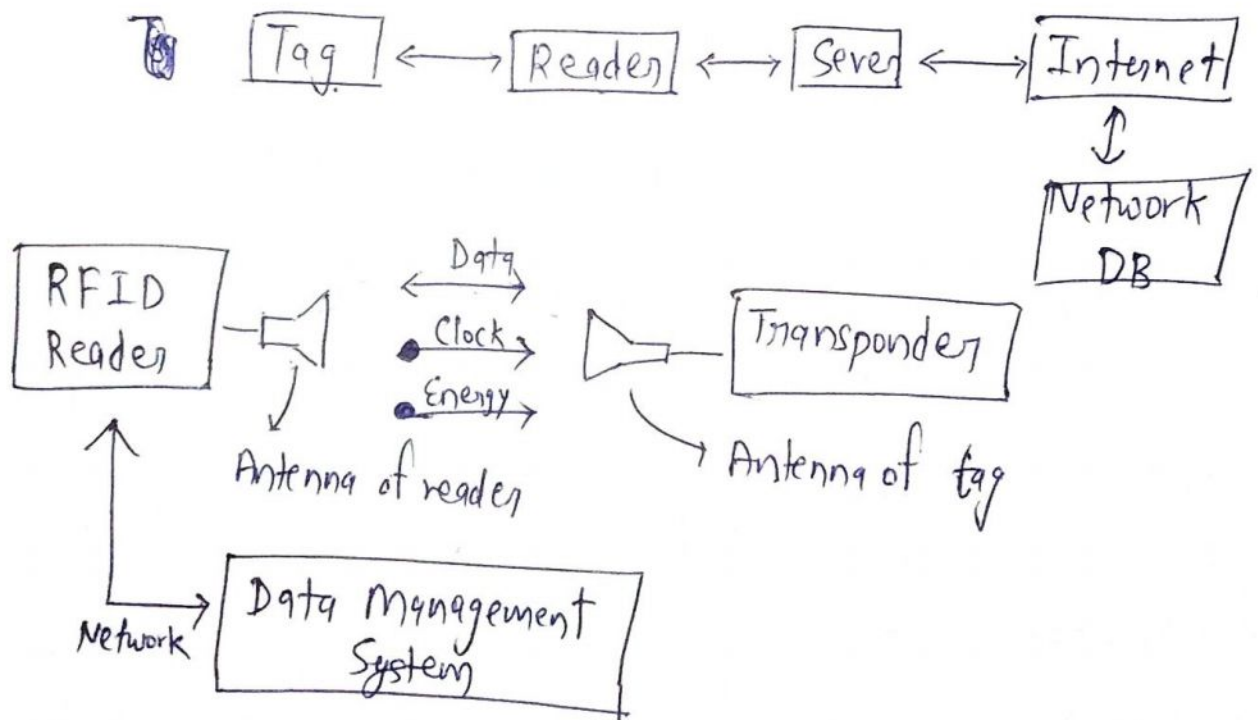 Tag. Reader Sever Internet
Network
DB
RFID
Reader
Data
Clock
Energy
Transponder
Antenna of reader
Antenna of tag
Network
Data Management
System